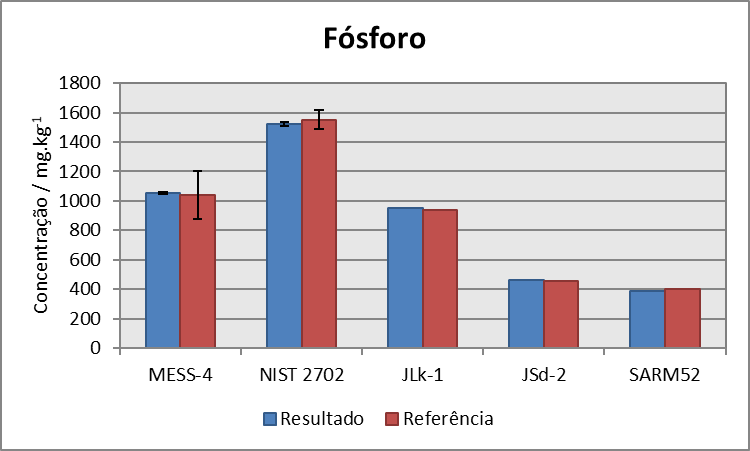 Fósforo
Concentração / mg.kg-1
1800
1600
1400
1200
1000
800
600
400
200
0
MESS-4 NIST 2702 JLk-1 JSd-2 SARM52
Resultado Referência